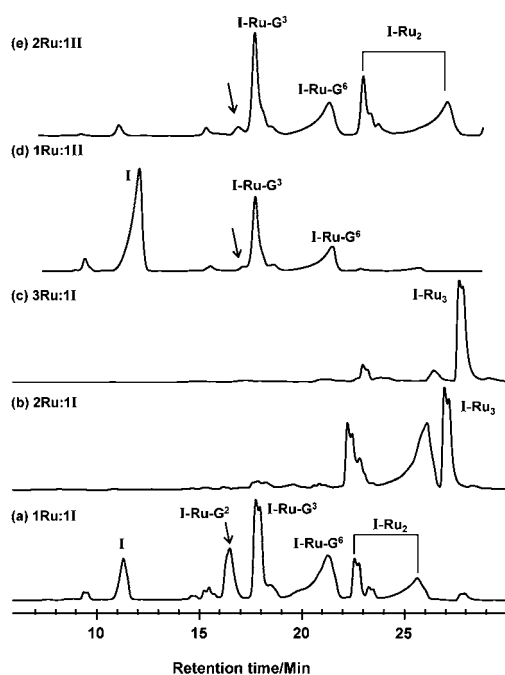 I-Ru-G³
I-Ru₂
(e) 2Ru:1II
I-Ru-G⁶
(d) 1Ru:1II
I
I-Ru-G³
I-Ru-G⁶
(c) 3Ru:1I
I-Ru₃
(b) 2Ru:1I
I-Ru₃
(a) 1Ru:1I
I
I-Ru-G²
I-Ru-G³
I-Ru-G⁶
I-Ru₂
10 15 20 25
Retention time/Min